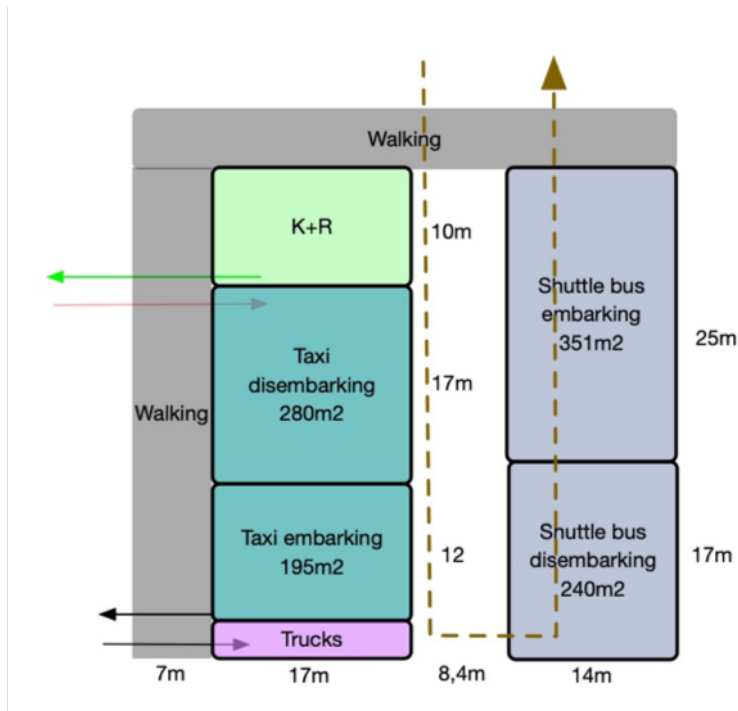 Walking
K+R
10m
Shuttle bus
embarking
351m2
25m
Taxi
disembarking
280m2
17m
Walking
Taxi embarking
195m2
12
Shuttle bus
disembarking
240m2
17m
Trucks
7m
17m
8,4m
14m